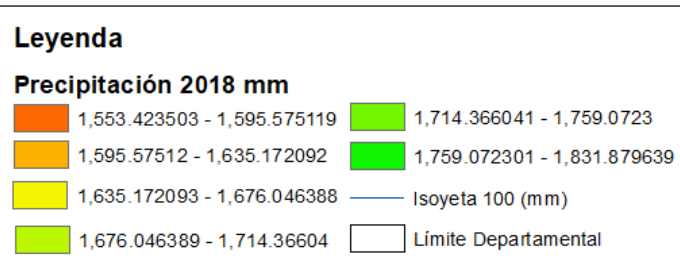 Leyenda
Precipitación 2018 mm
1,553.423503 - 1,595.575119
1,595.57512 - 1,635.172092
1,635.172093 - 1,676.046388
1,676.046389 - 1,714.36604
1,714.366041 - 1,759.0723
1,759.072301 - 1,831.879639
Isoyeta 100 (mm)
Límite Departamental